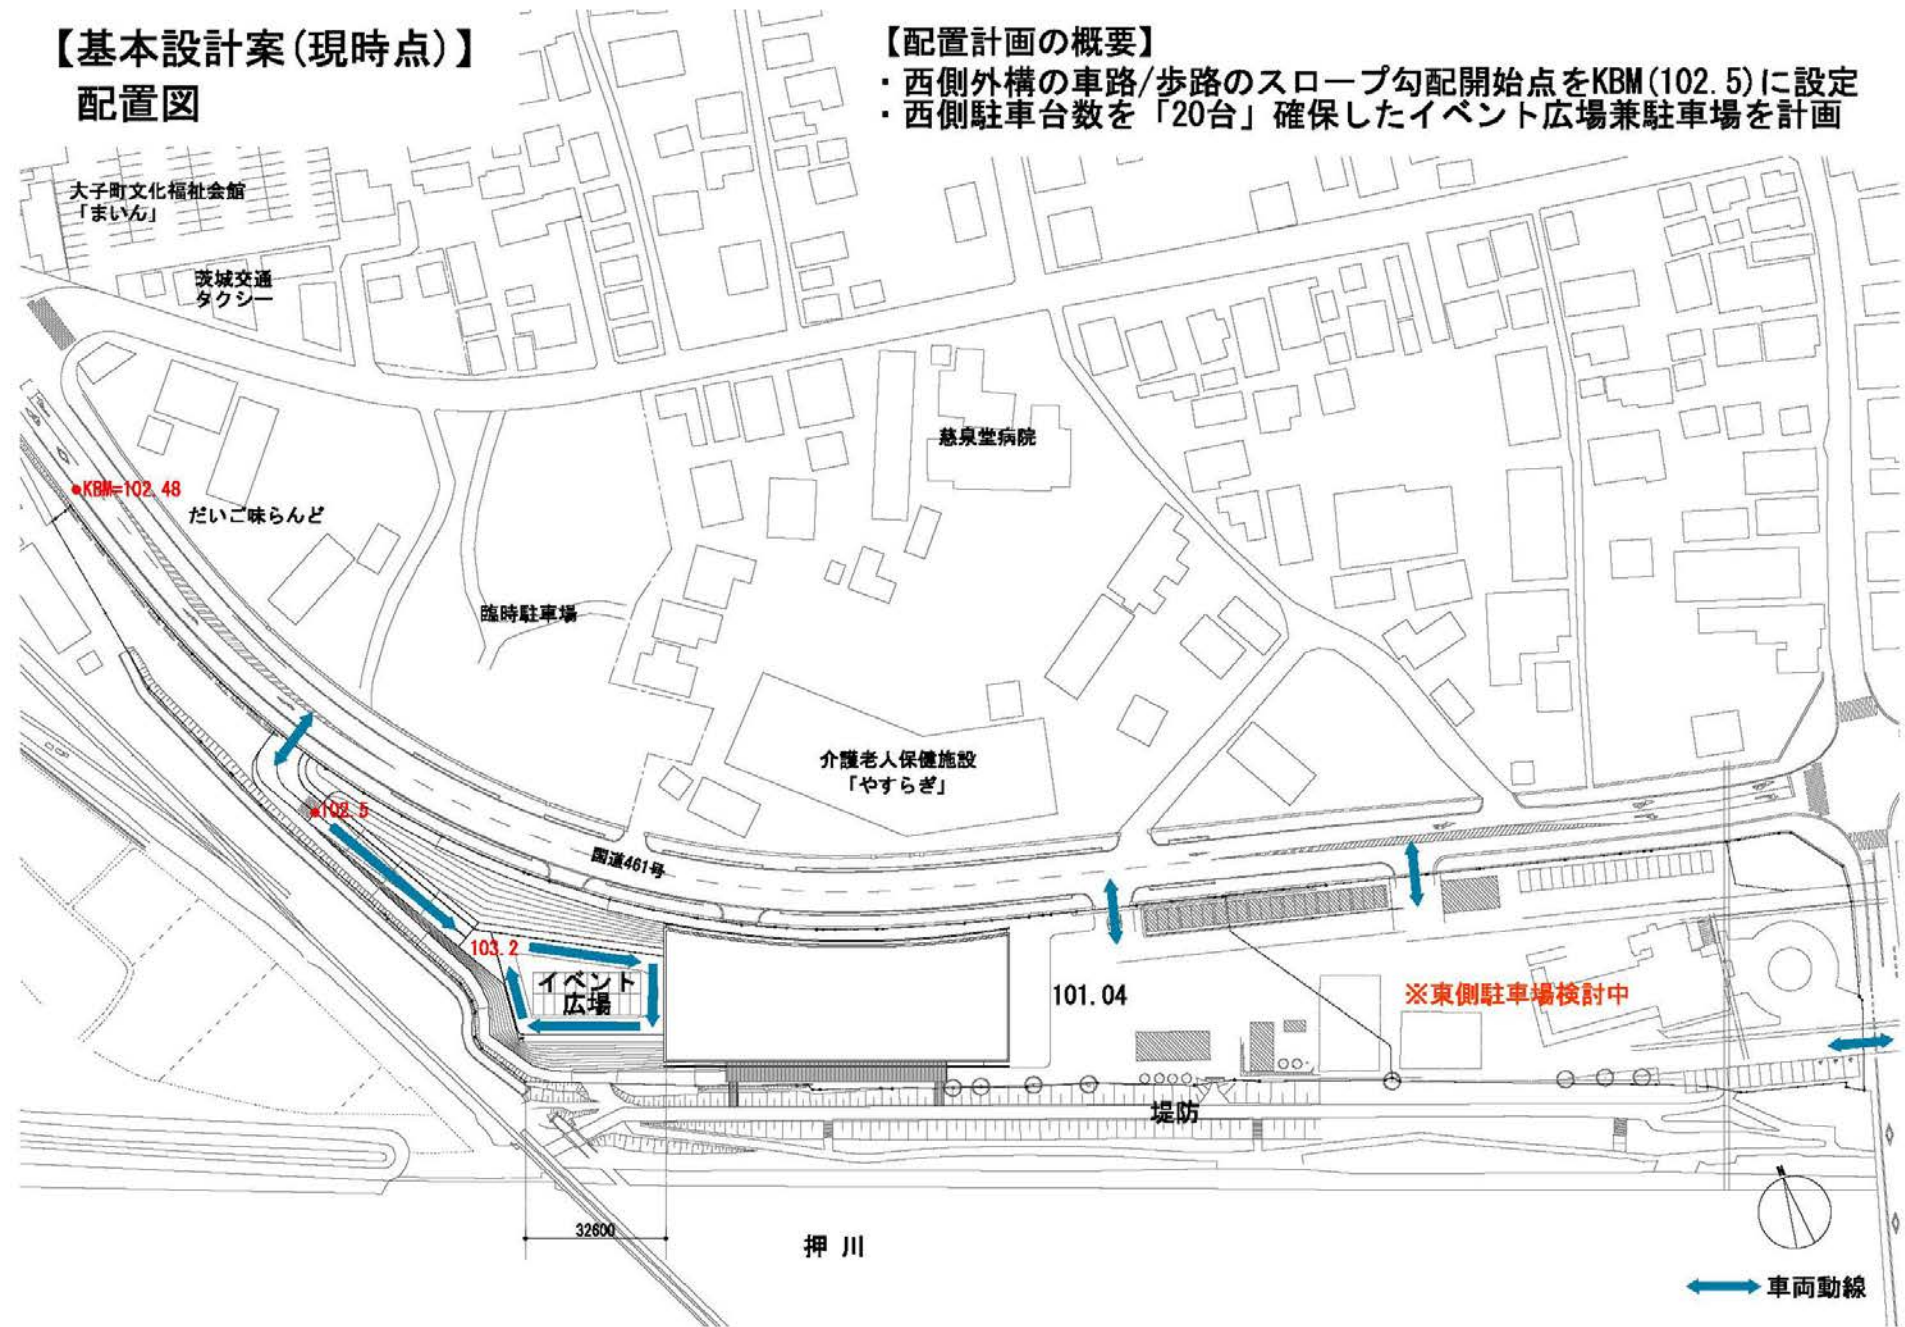 【基本設計案(現時点)】
配置図
【配置計画の概要】
・西側外構の車路/歩路のスロープ勾配開始点をKBM(102.5)に設定
・西側駐車台数を「20台」確保したイベント広場兼駐車場を計画
大子町文化福祉会館
「まいん」
茨城交通
タクシー
慈泉堂病院
KBM=102.48
だいご味らんど
臨時駐車場
介護老人保健施設
「やすらぎ」
102.5
国道461号
103.2
イベント
広場
101.04
※東側駐車場検討中
堤防
N
32600
押川
車両動線